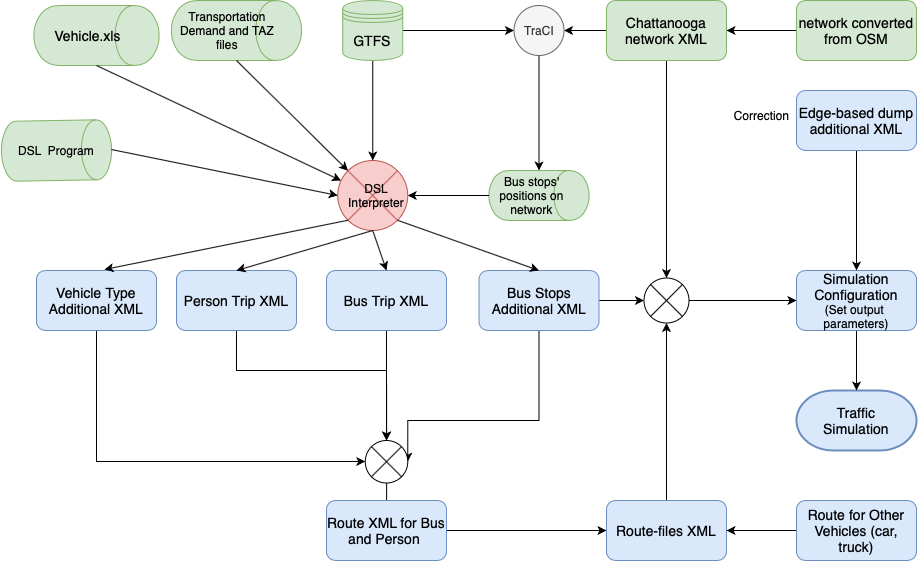 Vehicle.xls
Transportation
Demand and TAZ
files
GTFS
TraCI
Chattanooga
network XML
network converted
from OSM
Correction
Edge-based dump
additional XML
DSL  Program
DSL
Interpreter
Bus stops'
positions on
network
Vehicle Type
Additional XML
Person Trip XML
Bus Trip XML
Bus Stops
Additional XML
Simulation
Configuration
(Set output
parameters)
Traffic
Simulation
Route XML for Bus
and Person
Route-files XML
Route for Other
Vehicles (car,
truck)